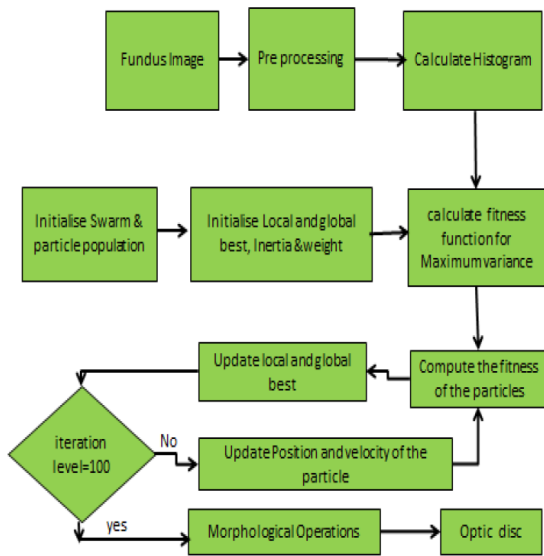 Fundus Image
Pre processing
Calculate Histogram
Initialise Swarm &
particle population
Initialise Local and global
best, Inertia &weight
calculate fitness
function for
Maximum variance
Update local and global
best
Compute the fitness
of the particles
iteration
level=100
No
Update Position and velocity of the
particle
yes
Morphological Operations
Optic disc